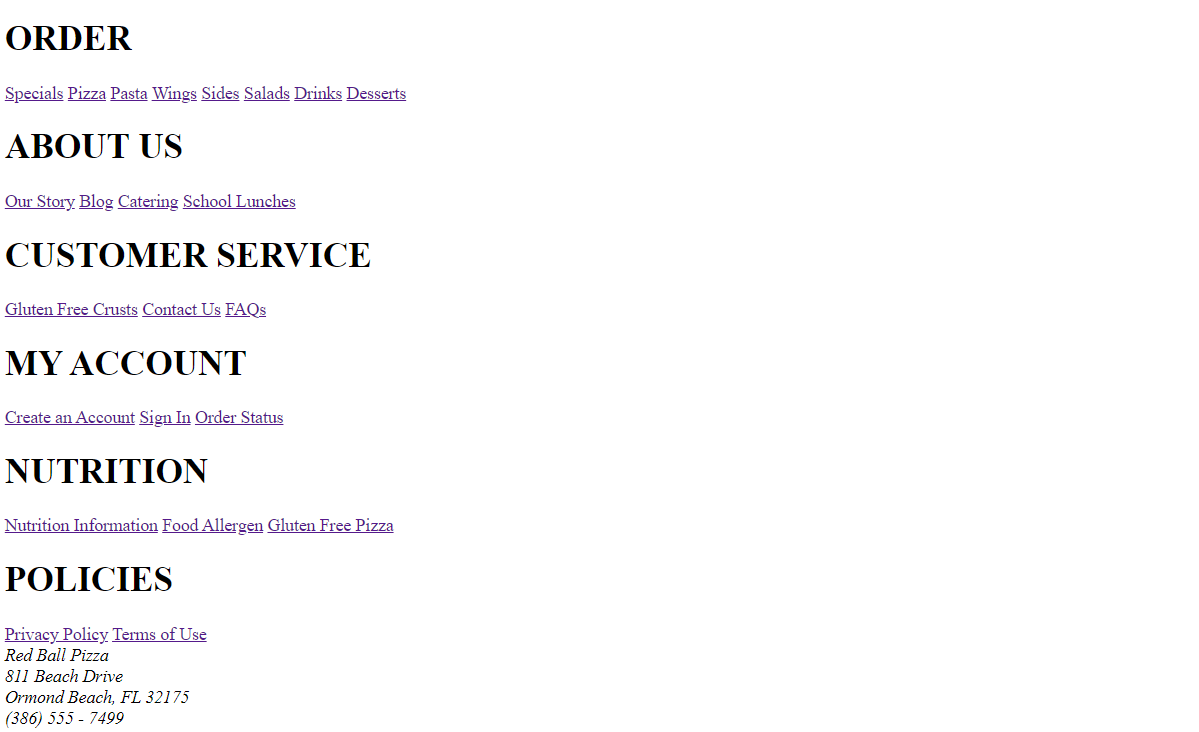 ORDER
Specials Pizza Pasta Wings Sides Salads Drinks Desserts
ABOUT US
Our Story Blog Catering School Lunches
CUSTOMER SERVICE
Gluten Free Crusts Contact Us FAQs
MY ACCOUNT
Create an Account Sign In Order Status
NUTRITION
Nutrition Information Food Allergen Gluten Free Pizza
POLICIES
Privacy Policy Terms of Use
Red Ball Pizza
811 Beach Drive
Ormond Beach, FL 32175
(386) 555 - 7499